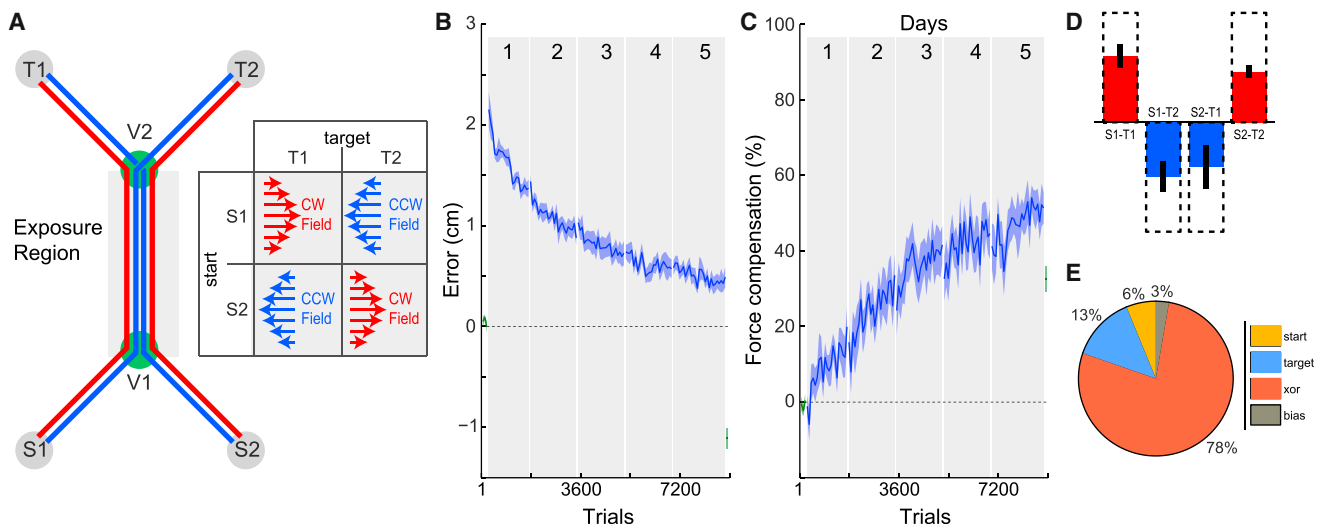 A
T1
T2
V2
Exposure
Region
V1
S1
S2
target
T1
T2
start
S1
CW
Field
CCW
Field
S2
CCW
Field
CW
Field
B
3
2
1
0
−1
Error (cm)
1 2 3 4 5
1 3600 7200
Trials
C
Days
100
80
60
40
20
0
Force compensation (%)
1 2 3 4 5
1 3600 7200
Trials
D
S1-T2 S2-T1
S1-T1 S2-T2
E
6% 3%
13%
78%
start
target
xor
bias